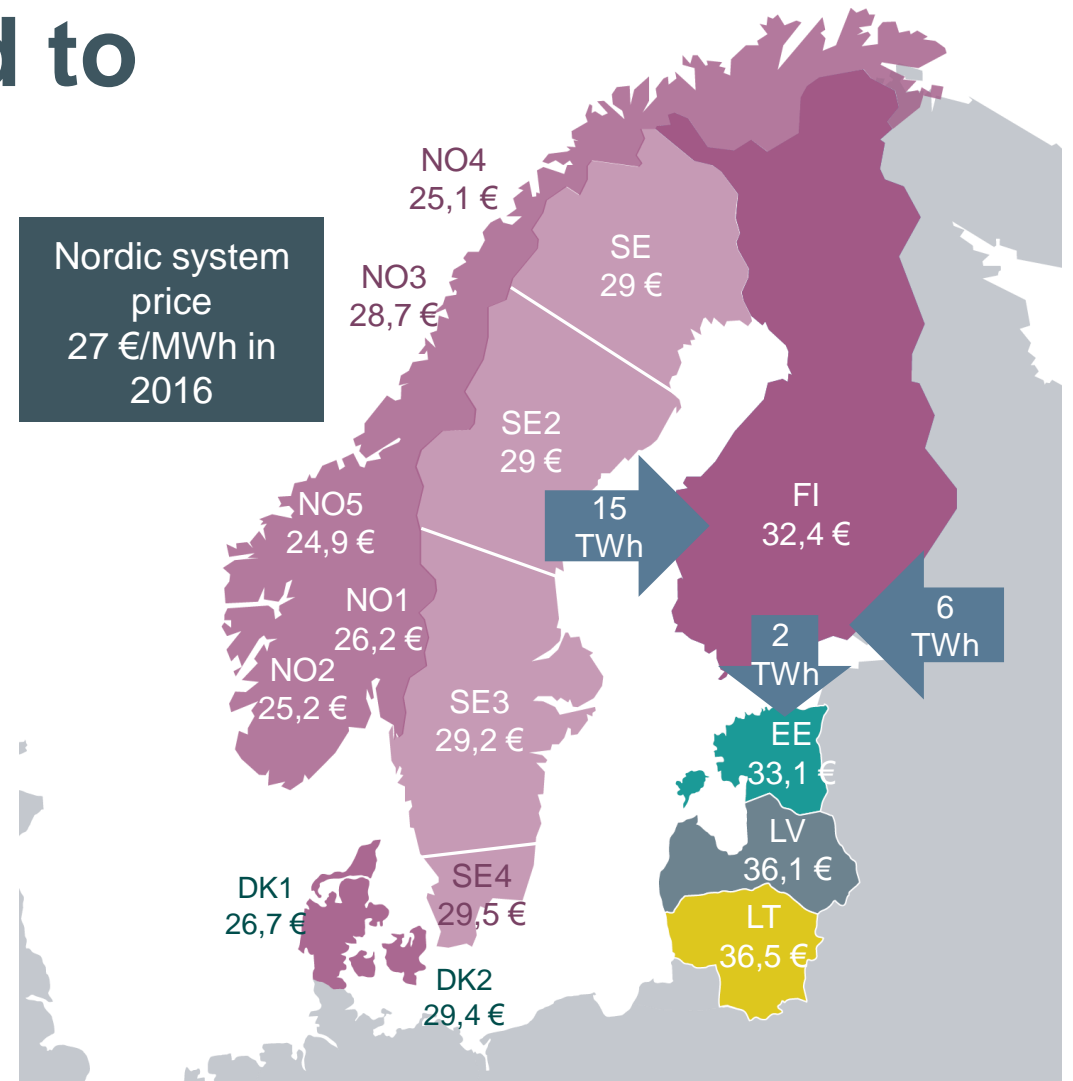 d to
NO4
25,1 €
Nordic system
price
27 €/MWh in
2016
NO3
28,7 €
SE
29 €
SE2
29 €
NO5
24,9 €
15
TWh
FI
32,4 €
NO1
26,2 €
6
TWh
2
TWh
NO2
25,2 €
SE3
29,2 €
EE
33,1 €
LV
36,1 €
DK1
26,7 €
SE4
29,5 €
LT
36,5 €
DK2
29,4 €